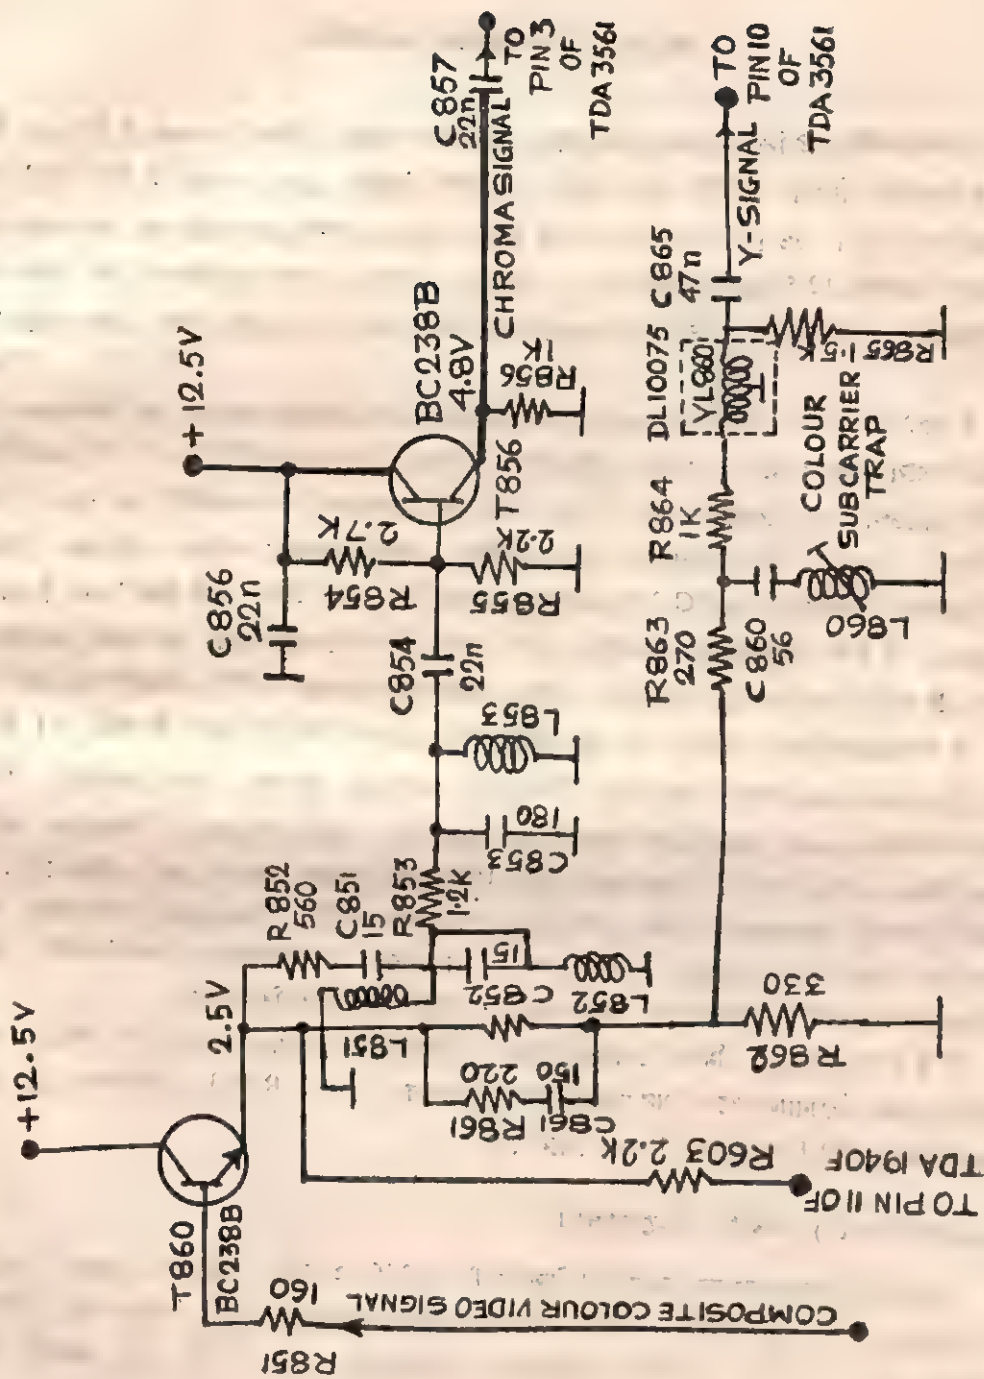 +12.5V
T860
BC238B
R851
160
COMPOSITE COLOUR VIDEO SIGNAL
2.5V
R603 2.2K
TO PIN 11 OF
TDA 1940F
R852
560
C851
15
L851
C852
15
L852
R861
220
C861
150
R862
330
R853
1.2K
C853
180
L853
C854
22n
C856
22n
+12.5V
R854
2.7K
R855
2.2K
T856
BC238B
4.8V
R856
1K
CHROMA SIGNAL
C857
22n
TO
PIN 3
OF
TDA 3561
R863
270
C860
56
L860
COLOUR
SUBCARRIER
TRAP
R864
1K
DL10075
YL860
R865
1.5K
C865
47n
Y-SIGNAL
TO
PIN 10
OF
TDA 3561